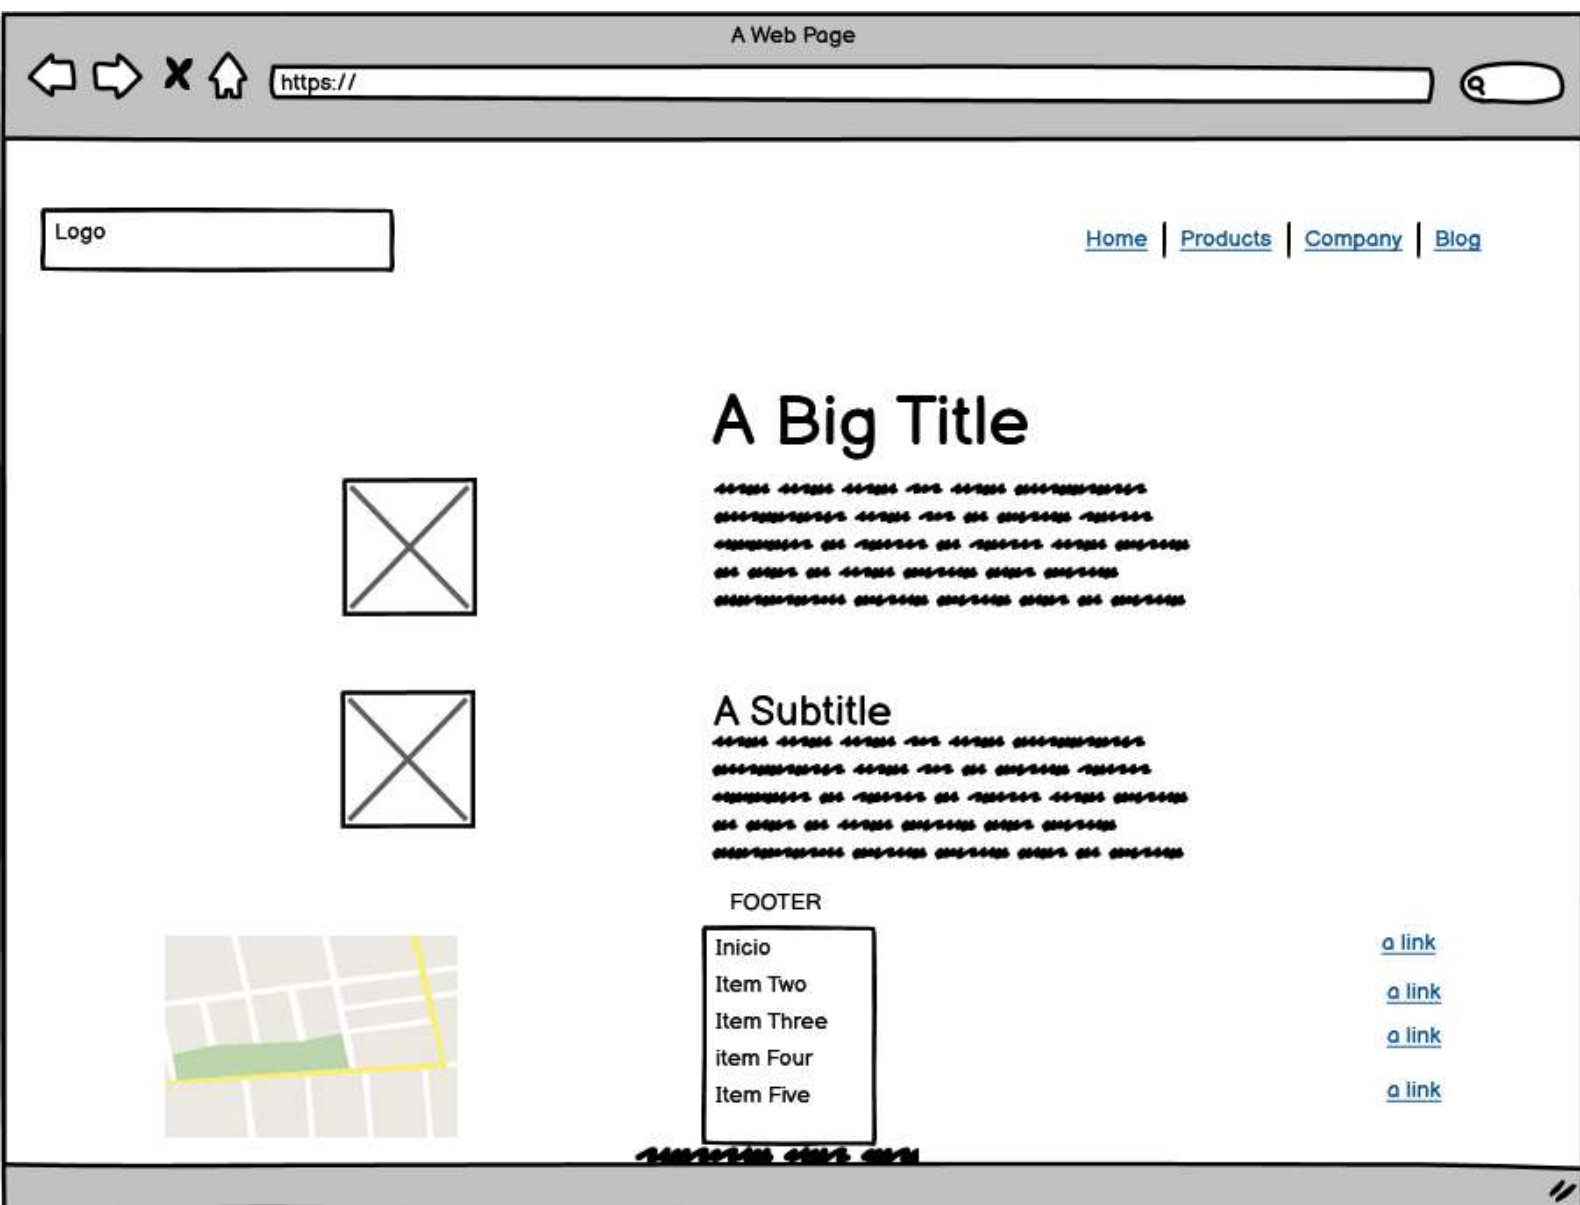 A Web Page
https://
Logo
Home Products Company Blog
A Big Title
A Subtitle
FOOTER
Inicio
Item Two
Item Three
item Four
Item Five
a link
a link
a link
a link